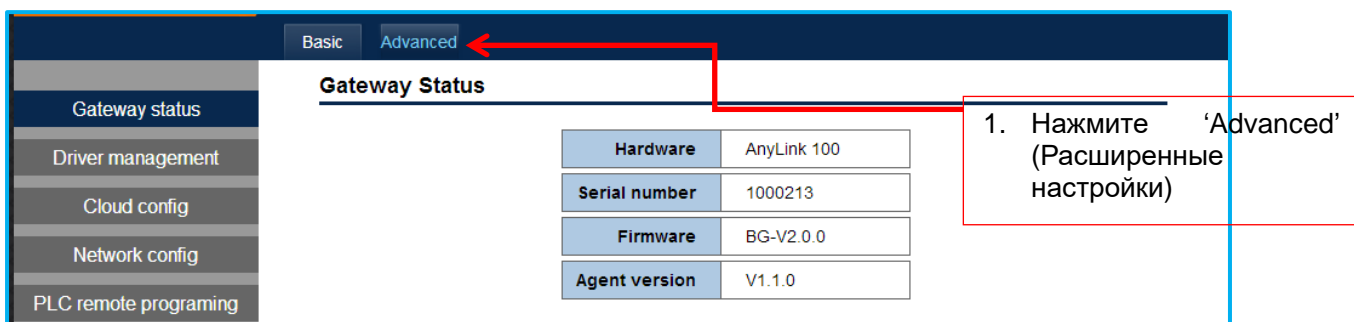 Basic Advanced
Gateway Status
Gateway status
Driver management
Cloud config
Network config
PLC remote programing
Hardware AnyLink 100
Serial number 1000213
Firmware BG-V2.0.0
Agent version V1.1.0
1. Нажмите ‘Advanced’
(Расширенные
настройки)